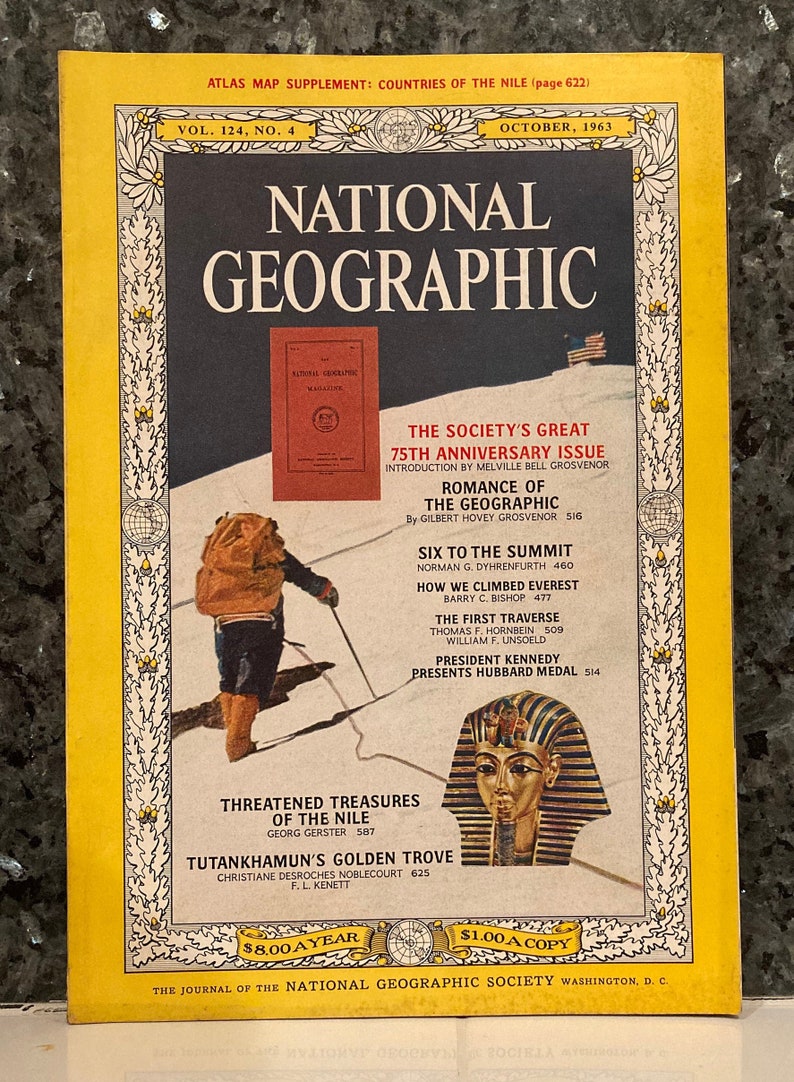 ATLAS MAP SUPPLEMENT: COUNTRIES OF THE NILE (page 622)
VOL. 124, NO. 4
OCTOBER, 1963
NATIONAL
GEOGRAPHIC
THE
NATIONAL GEOGRAPHIC
MAGAZINE.
THE SOCIETY'S GREAT
75TH ANNIVERSARY ISSUE
INTRODUCTION BY MELVILLE BELL GROSVENOR
ROMANCE OF
THE GEOGRAPHIC
By GILBERT HOVEY GROSVENOR 516
SIX TO THE SUMMIT
NORMAN G. DYHRENFURTH 460
HOW WE CLIMBED EVEREST
BARRY C. BISHOP 477
THE FIRST TRAVERSE
THOMAS F. HORNBEIN 509
WILLIAM F. UNSOELD
PRESIDENT KENNEDY
PRESENTS HUBBARD MEDAL 514
THREATENED TREASURES
OF THE NILE
GEORG GERSTER 587
TUTANKHAMUN'S GOLDEN TROVE
CHRISTIANE DESROCHES NOBLECOURT 625
F. L. KENETT
$8.00 A YEAR
$1.00 A COPY
THE JOURNAL OF THE NATIONAL GEOGRAPHIC SOCIETY WASHINGTON, D. C.